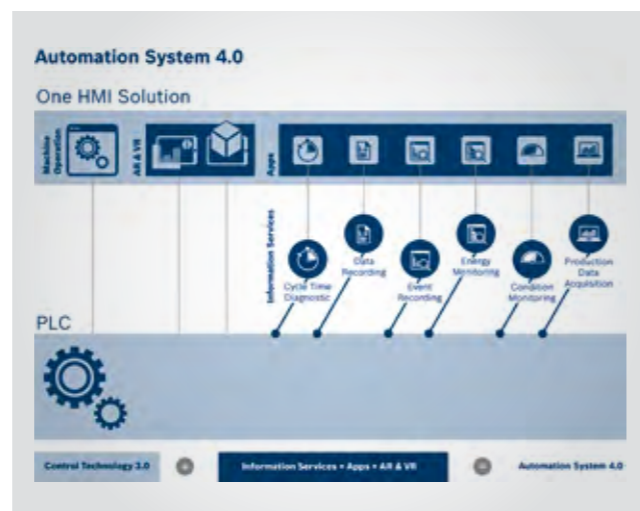 Automation System 4.0
One HMI Solution
Machine
Operation
AR & VR
Apps
Information Services
Cycle Time
Diagnostic
Data
Recording
Event
Recording
Energy
Monitoring
Condition
Monitoring
Production
Data
Acquisition
PLC
Control Technology 3.0
+
Information Services + Apps + AR & VR
=
Automation System 4.0